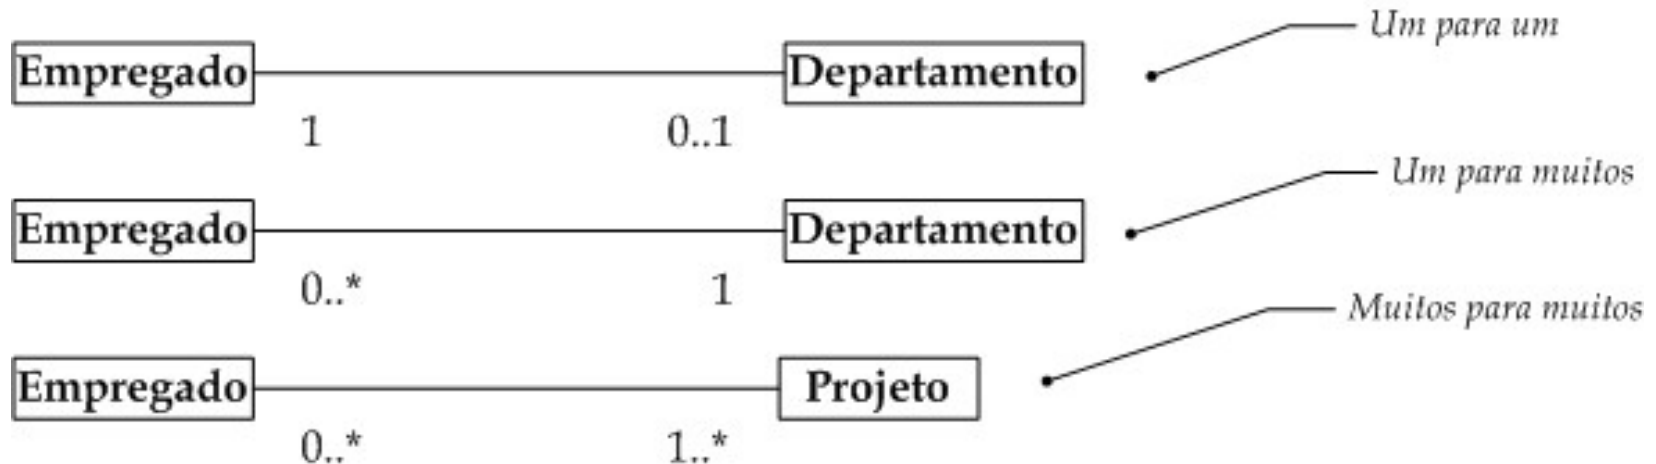 Um para um
Empregado Departamento
1 0..1
Um para muitos
Empregado Departamento
0..* 1
Muitos para muitos
Empregado Projeto
0..* 1..*